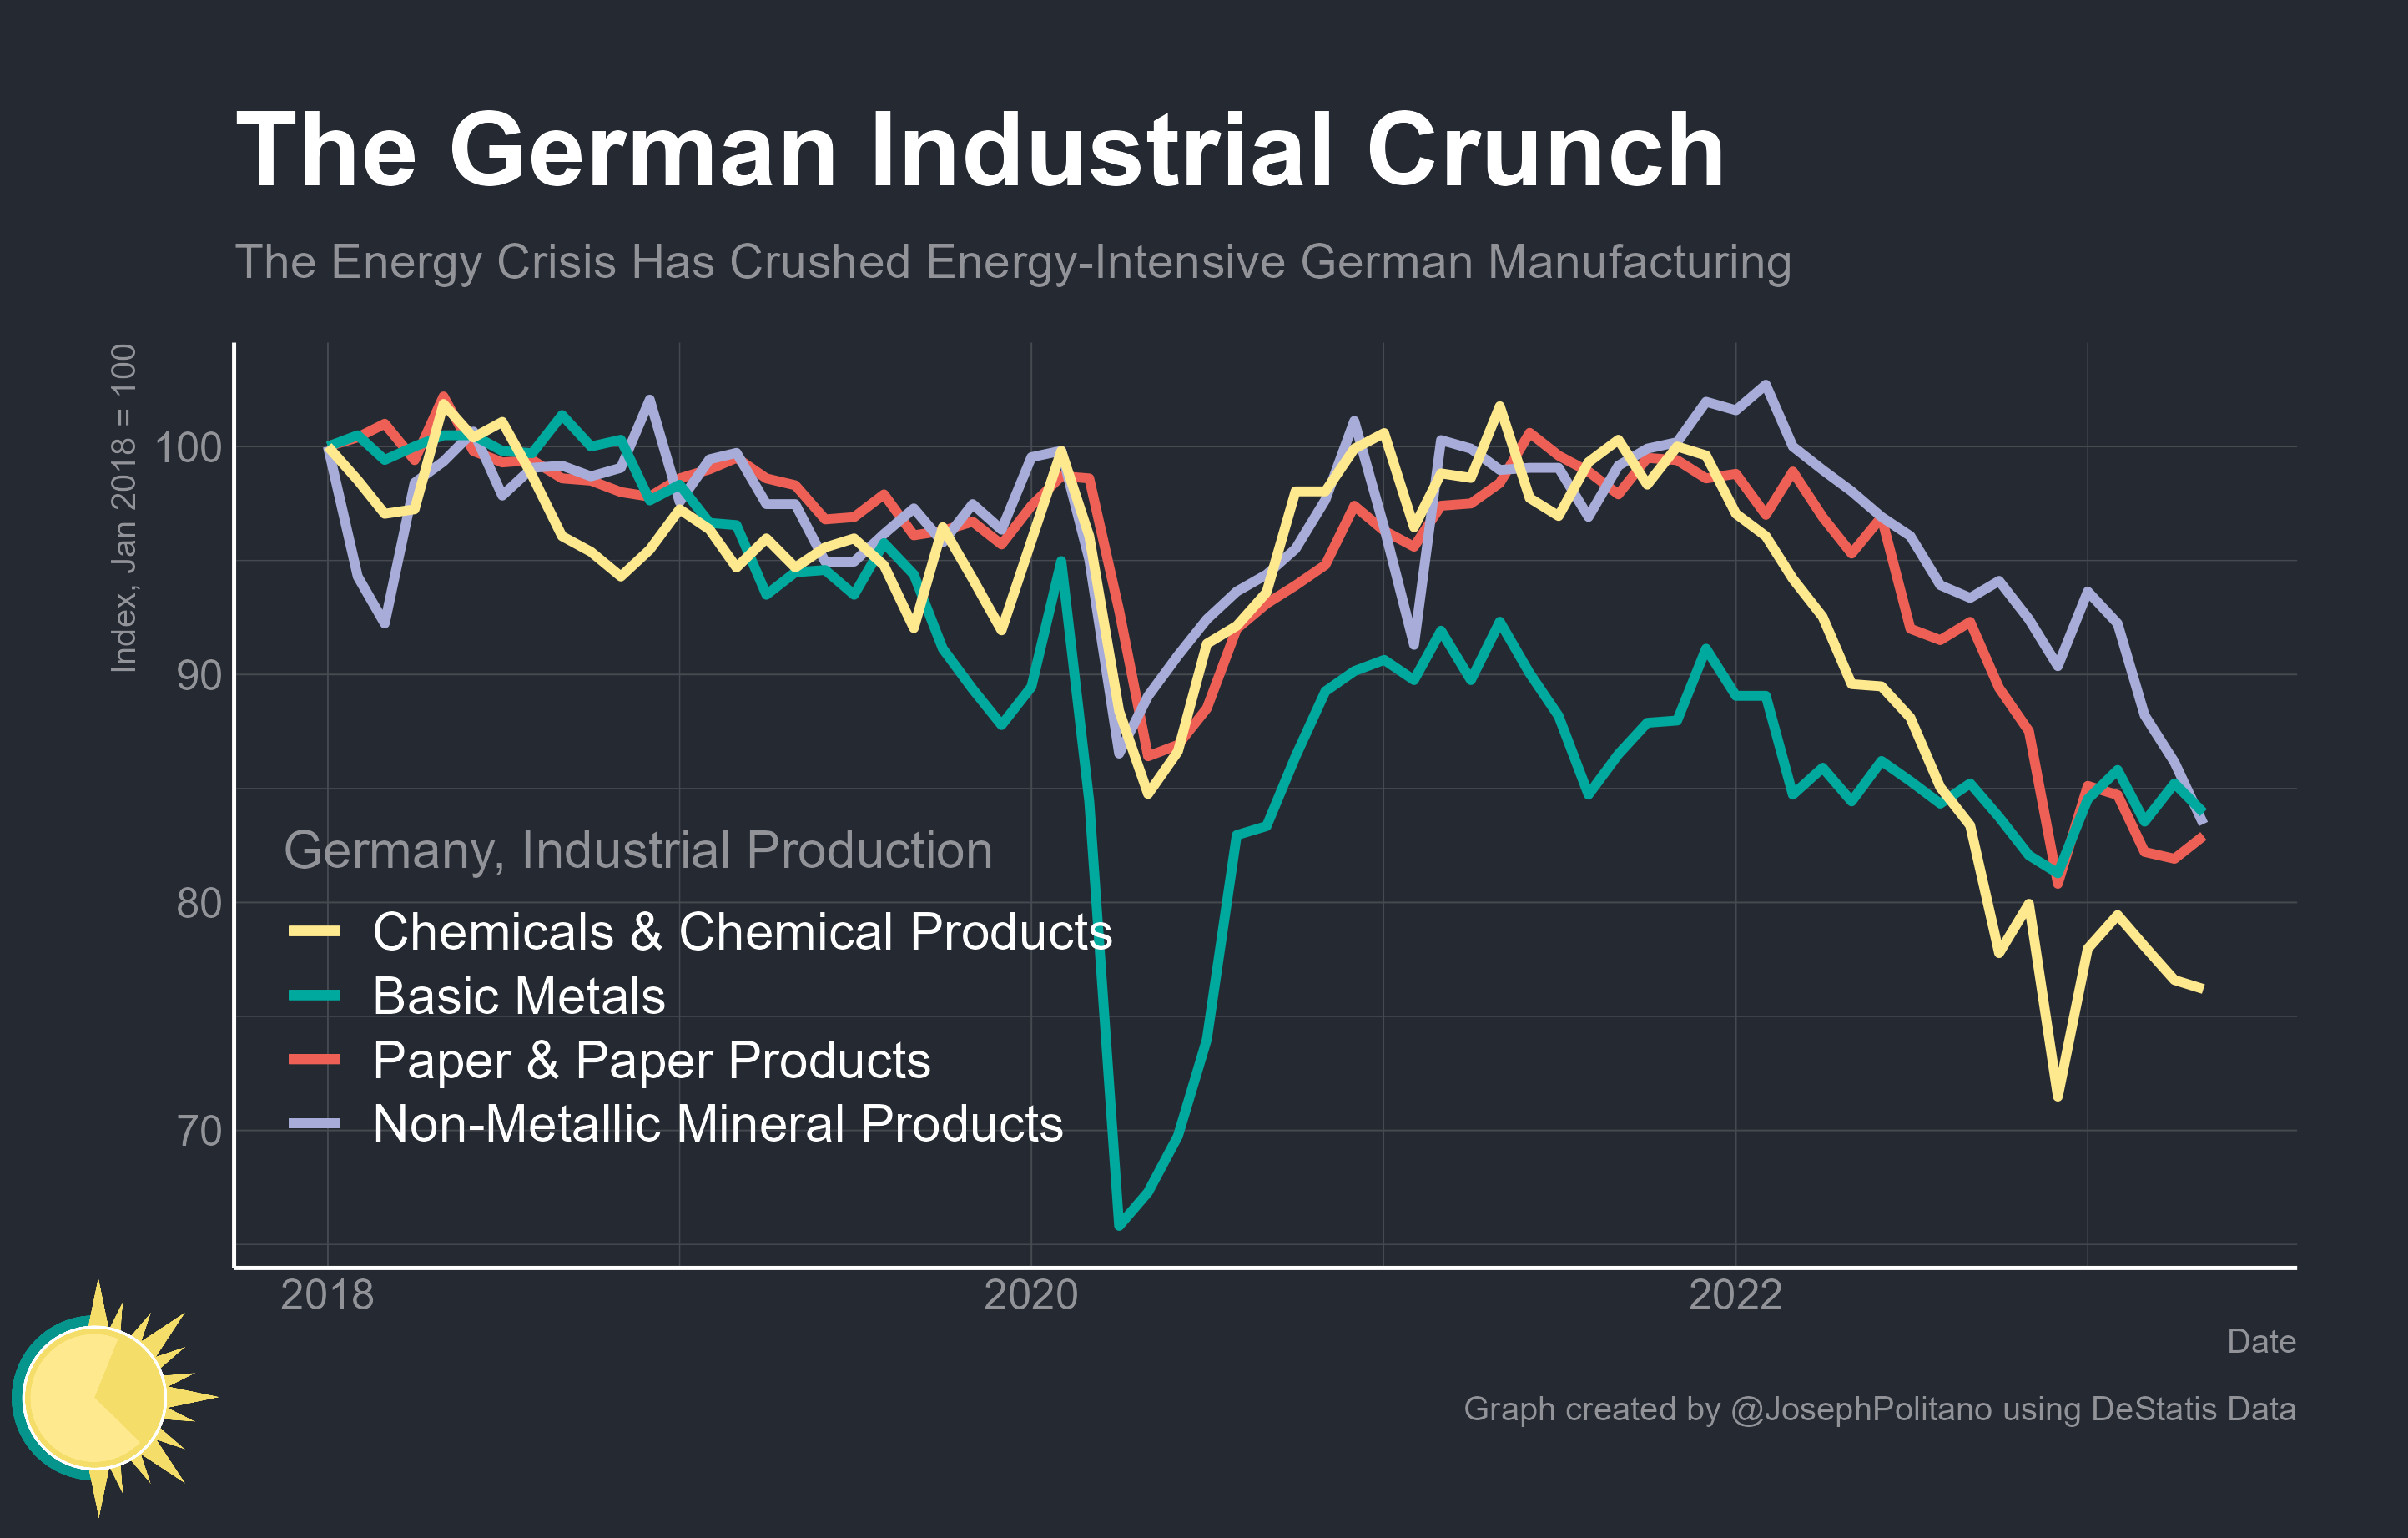 The German Industrial Crunch
The Energy Crisis Has Crushed Energy-Intensive German Manufacturing
Index, Jan 2018 = 100
100
90
80
70
Germany, Industrial Production
Chemicals & Chemical Products
Basic Metals
Paper & Paper Products
Non-Metallic Mineral Products
2018
2020
2022
Date
Graph created by @JosephPolitano using DeStatis Data